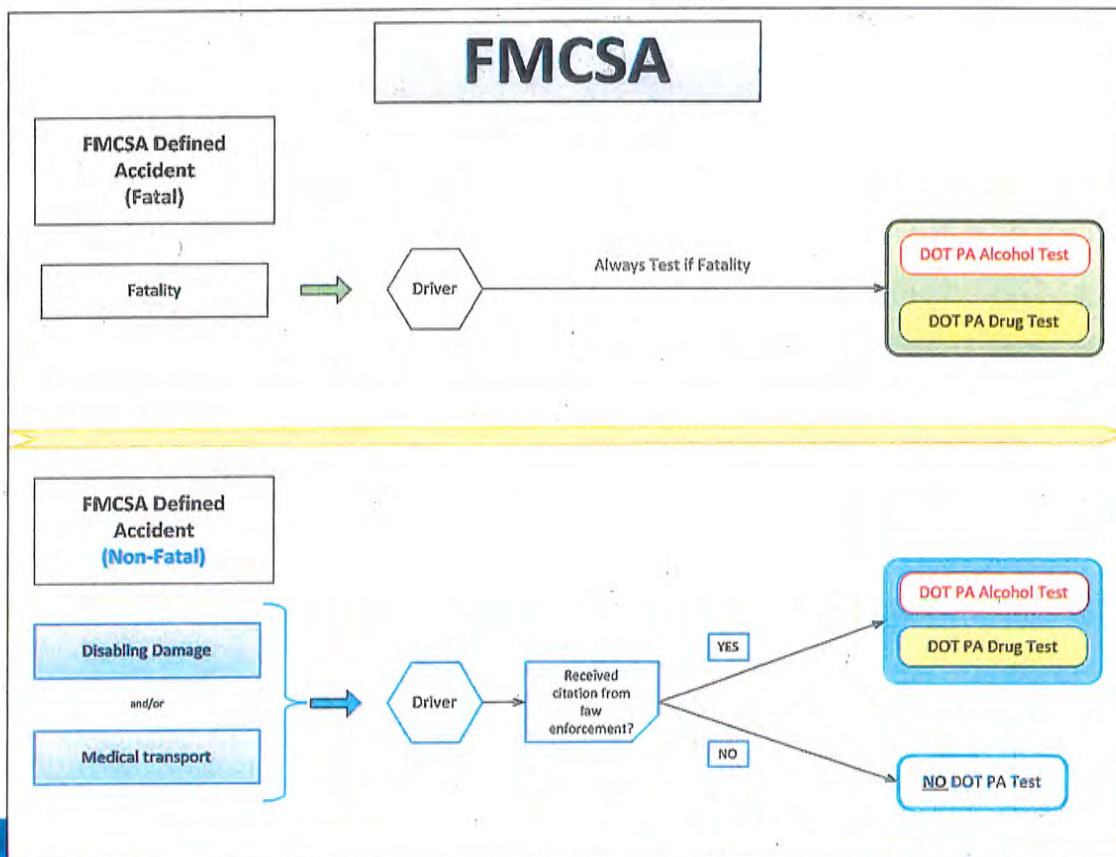 FMCSA
FMCSA Defined
Accident
(Fatal)
Fatality
Driver
Always Test if Fatality
DOT PA Alcohol Test
DOT PA Drug Test
FMCSA Defined
Accident
(Non-Fatal)
Disabling Damage
and/or
Medical transport
Driver
Received
citation from
law
enforcement?
YES
NO
DOT PA Alcohol Test
DOT PA Drug Test
NO DOT PA Test